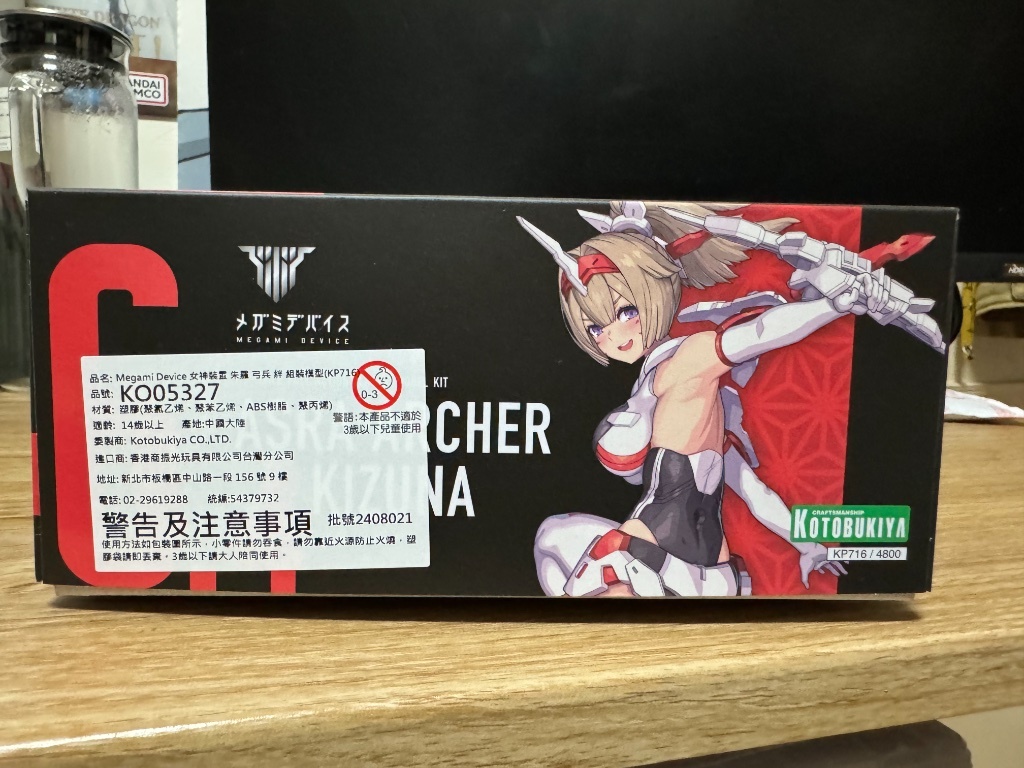 DRAGON
BANDAI
NAMCO
メガミデバイス
MEGAMI DEVICE
KIT
ASRA ARCHER
KIZUNA
品名: Megami Device 女神裝置 朱羅 弓兵 絆 組裝模型(KP716)
品號: KO05327
材質: 塑膠(聚氯乙烯、聚苯乙烯、ABS樹脂、聚丙烯)
適齡: 14歲以上 產地:中國大陸
委製商: Kotobukiya CO.,LTD.
進口商: 香港商振光玩具有限公司台灣分公司
地址: 新北市板橋區中山路一段 156 號 9 樓
電話: 02-29619288 統編:54379732
警告及注意事項 批號2408021
使用方法如包裝圖所示,小零件請勿吞食,請勿靠近火源防止火燒,塑
膠袋請即丟棄。3歲以下請大人陪同使用。
0-3
警語:本產品不適於
3歲以下兒童使用
CRAFTSMANSHIP
KOTOBUKIYA
KP716 / 4800